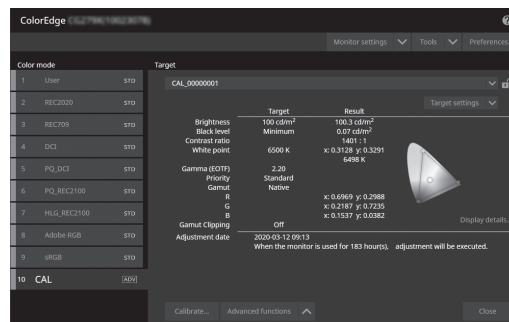 ColorEdge
Monitor settings Tools Preferences
Color mode
Target
1 User STD
2 REC2020 STD
3 REC709 STD
4 DCI STD
5 PQ_DCI STD
6 PQ_REC2100 STD
7 HLG_REC2100 STD
8 Adobe RGB STD
9 sRGB STD
10 CAL ADV
CAL_00000001
Target settings
Target Result
Brightness 100 cd/m² 100.3 cd/m²
Black level Minimum 0.07 cd/m²
Contrast ratio 1401 : 1
White point 6500 K x: 0.3128 y: 0.3291
6498 K
Gamma (EOTF) 2.20
Priority Standard
Gamut Native
R x: 0.6969 y: 0.2988
G x: 0.2187 y: 0.7235
B x: 0.1537 y: 0.0382
Gamut Clipping Off
Display details.
Adjustment date 2020-03-12 09:13
When the monitor is used for 183 hour(s), adjustment will be executed.
Calibrate... Advanced functions Close